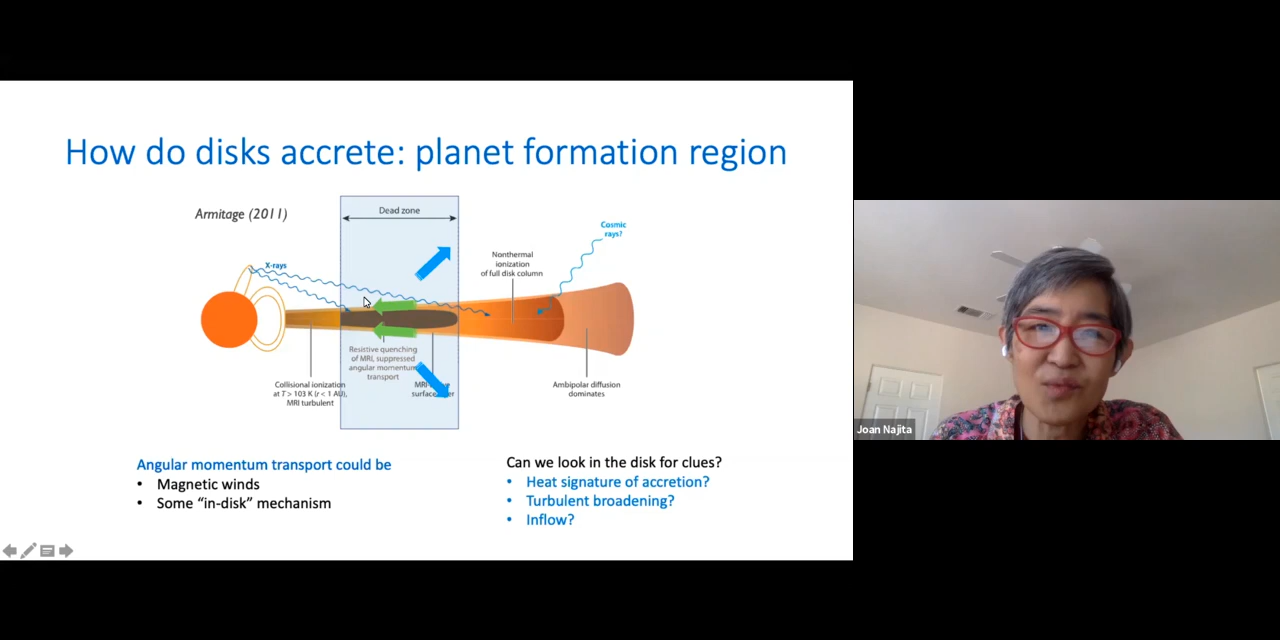 How do disks accrete: planet formation region
Armitage (2011)
Dead zone
Cosmic
rays?
X-rays
Nonthermal
ionization
of full disk column
Resistive quenching
of MRI, suppressed
angular momentum
transport
Collisional ionization
at T > 103 K (r < 1 AU),
MRI turbulent
MRI
Ambipolar diffusion
dominates
Angular momentum transport could be
• Magnetic winds
• Some “in-disk” mechanism
Can we look in the disk for clues?
• Heat signature of accretion?
• Turbulent broadening?
• Inflow?
Joan Najita